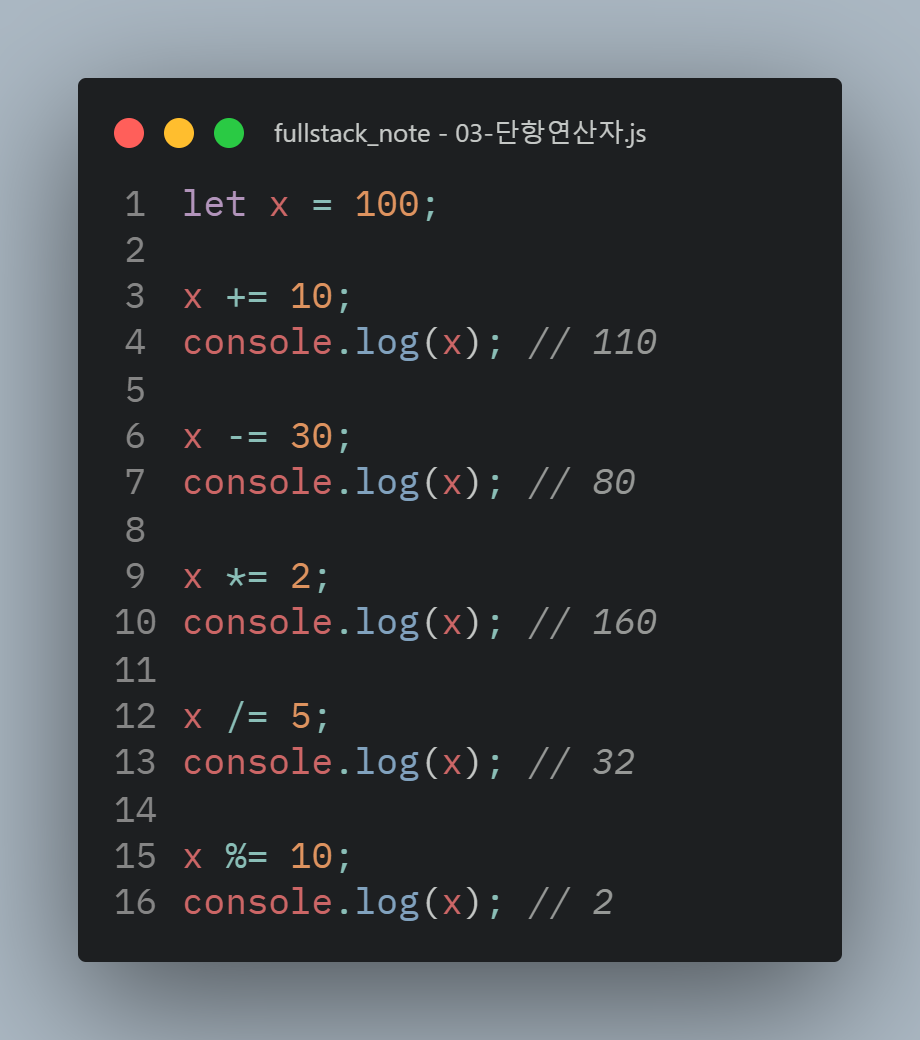 fullstack_note - 03-단항연산자.js
1 let x = 100;
2
3 x += 10;
4 console.log(x); // 110
5
6 x -= 30;
7 console.log(x); // 80
8
9 x *= 2;
10 console.log(x); // 160
11
12 x /= 5;
13 console.log(x); // 32
14
15 x %= 10;
16 console.log(x); // 2